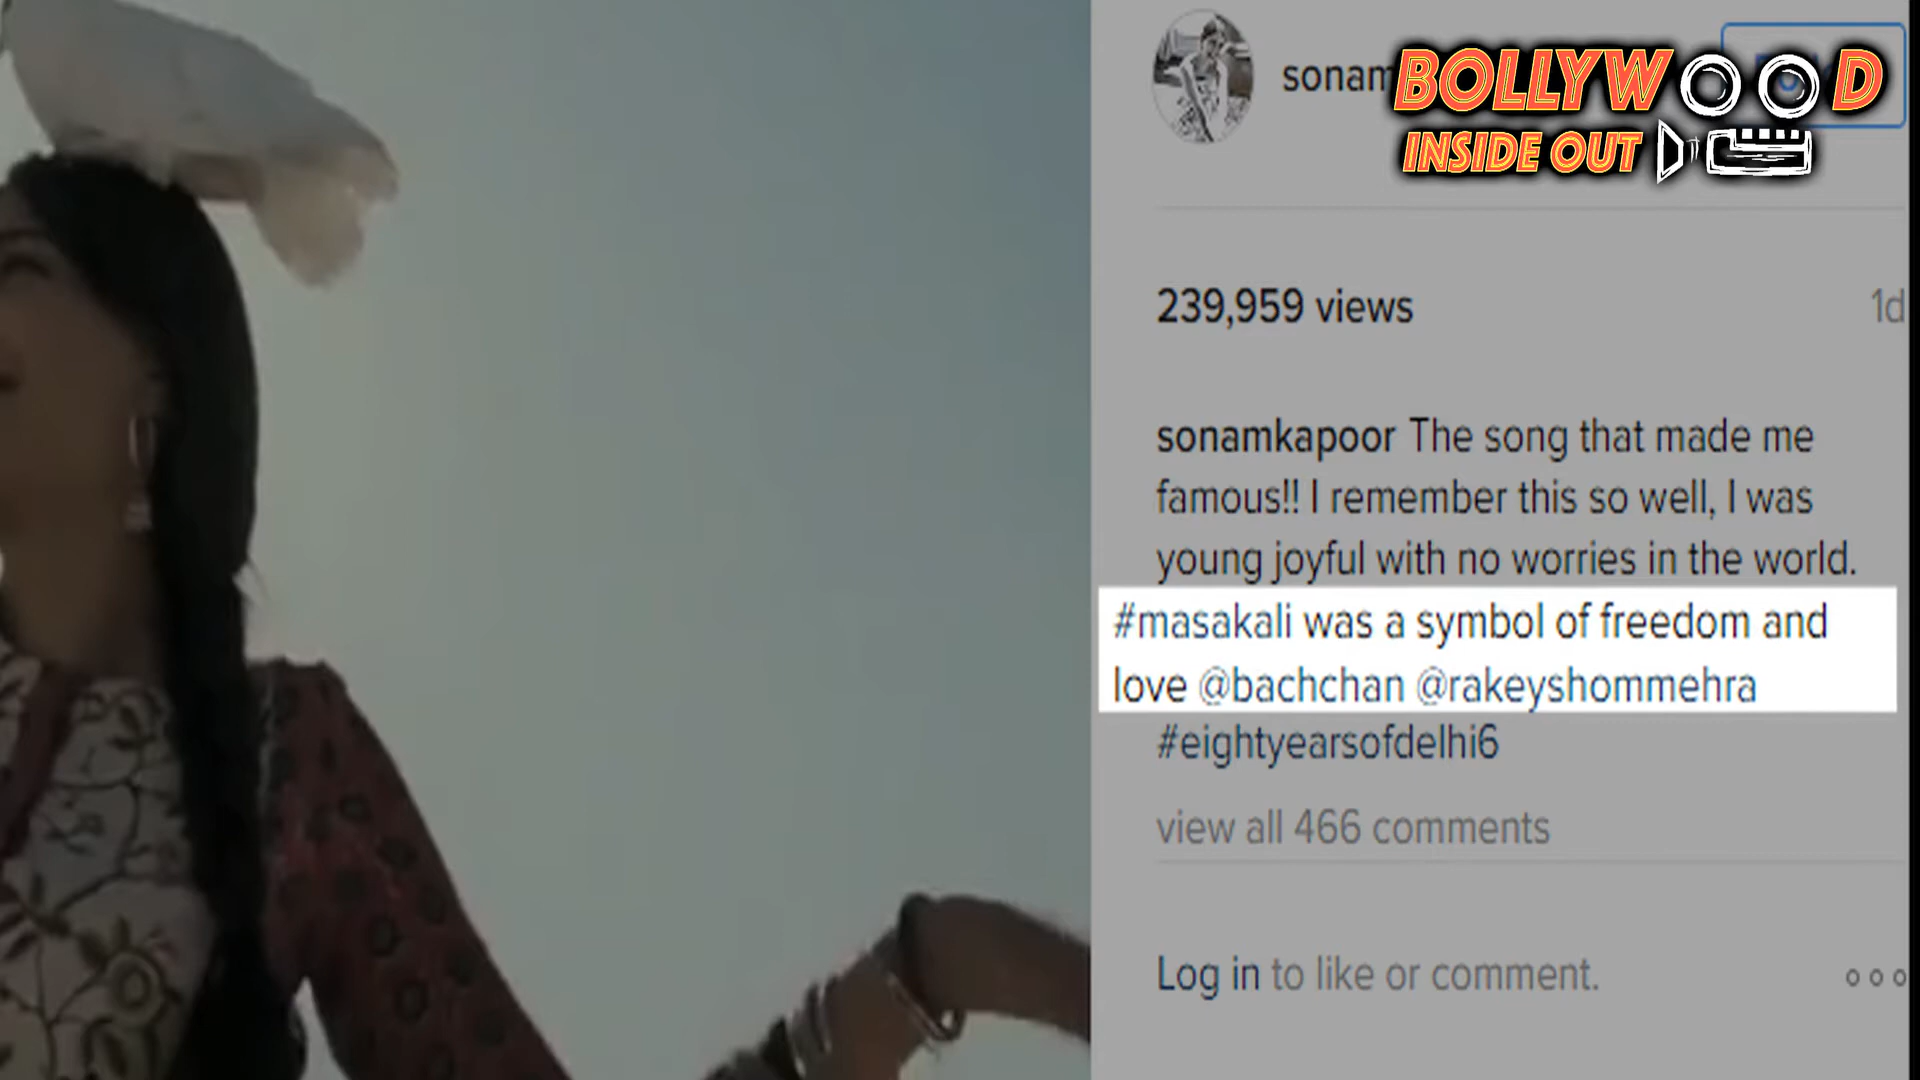 sonam
BOLLYWOOD
INSIDE OUT
239,959 views
1d
sonamkapoor The song that made me
famous!! I remember this so well, I was
young joyful with no worries in the world.
#masakali was a symbol of freedom and
love @bachchan @rakeyshommehra
#eightyearsofdelhi6
view all 466 comments
Log in to like or comment.